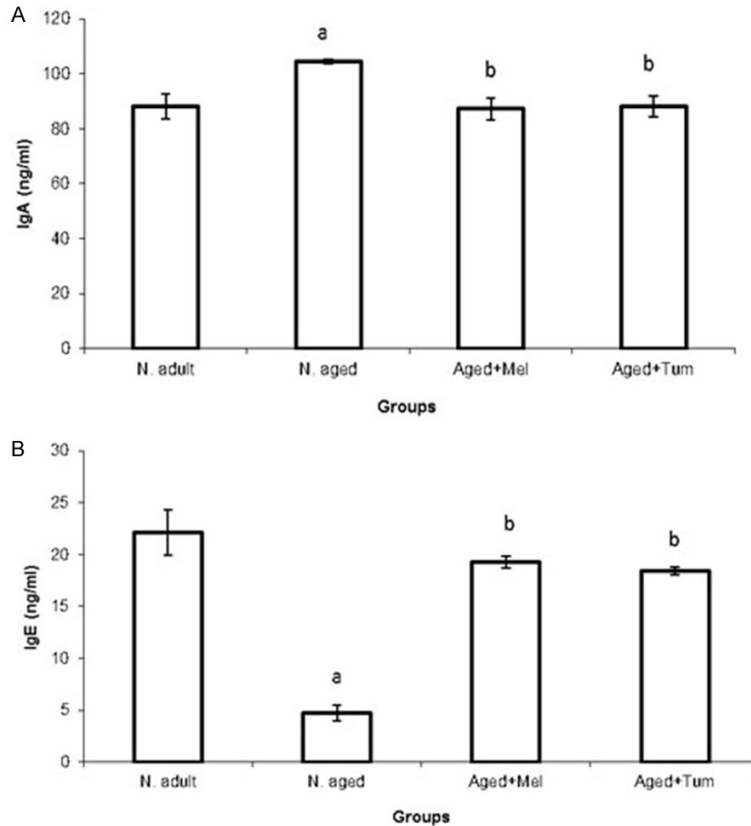 A
120
100
80
60
40
20
0
IgA (ng/ml)
a
b
b
N. adult N. aged Aged+Mel Aged+Tum
Groups
B
30
25
20
15
10
5
0
IgE (ng/ml)
a
b
b
N. adult N. aged Aged+Mel Aged+Tum
Groups